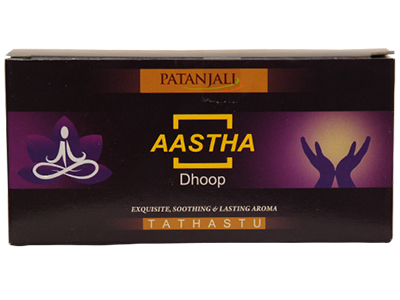 PATANJALI
AASTHA
Dhoop
EXQUISITE, SOOTHING & LASTING AROMA
TATHASTU